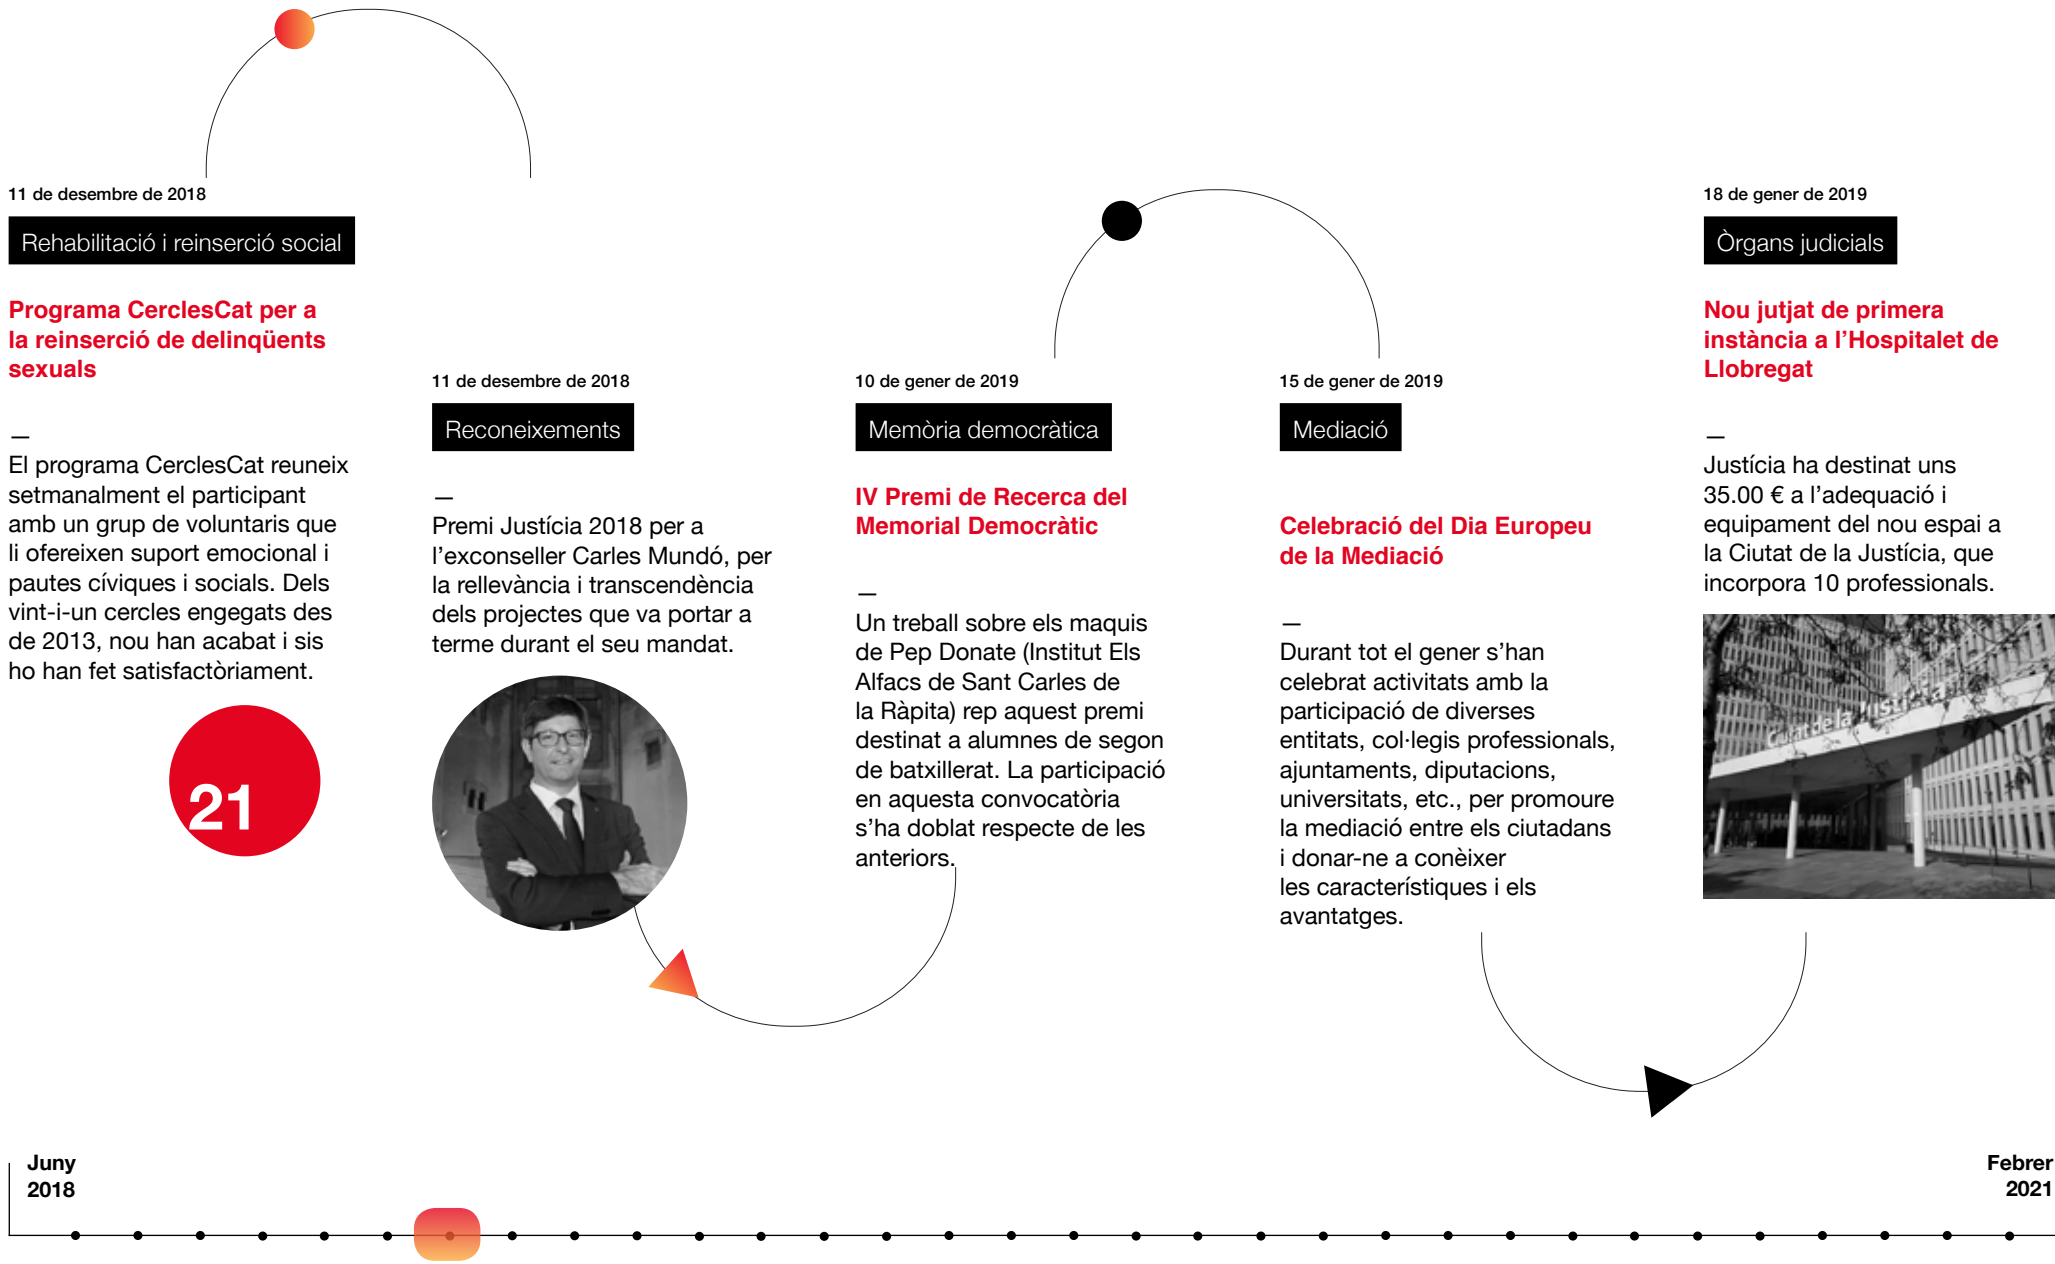 11 de desembre de 2018
Rehabilitació i reinserció social
Programa CerclesCat per a
la reinserció de delinqüents
sexuals
—
El programa CerclesCat reuneix
setmanalment el participant
amb un grup de voluntaris que
li ofereixen suport emocional i
pautes cíviques i socials. Dels
vint-i-un cercles engegats des
de 2013, nou han acabat i sis
ho han fet satisfactòriament.
21
11 de desembre de 2018
Reconeixements
—
Premi Justícia 2018 per a
l’exconseller Carles Mundó, per
la rellevància i transcendència
dels projectes que va portar a
terme durant el seu mandat.
10 de gener de 2019
Memòria democràtica
IV Premi de Recerca del
Memorial Democràtic
—
Un treball sobre els maquis
de Pep Donate (Institut Els
Alfacs de Sant Carles de
la Ràpita) rep aquest premi
destinat a alumnes de segon
de batxillerat. La participació
en aquesta convocatòria
s’ha doblat respecte de les
anteriors.
15 de gener de 2019
Mediació
Celebració del Dia Europeu
de la Mediació
—
Durant tot el gener s’han
celebrat activitats amb la
participació de diverses
entitats, col·legis professionals,
ajuntaments, diputacions,
universitats, etc., per promoure
la mediació entre els ciutadans
i donar-ne a conèixer
les característiques i els
avantatges.
18 de gener de 2019
Òrgans judicials
Nou jutjat de primera
instància a l’Hospitalet de
Llobregat
—
Justícia ha destinat uns
35.00 € a l’adequació i
equipament del nou espai a
la Ciutat de la Justícia, que
incorpora 10 professionals.
Ciutat de la Justícia
Juny
2018
Febrer
2021